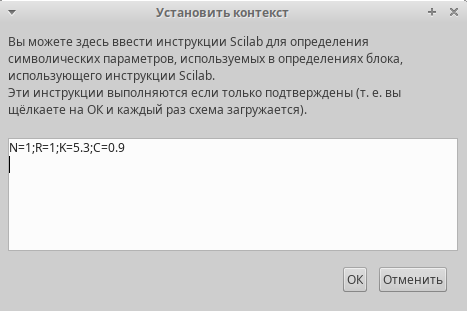 Установить контекст
Вы можете здесь ввести инструкции Scilab для определения
символических параметров, используемых в определениях блока,
использующего инструкции Scilab.
Эти инструкции выполняются если только подтверждены (т. е. вы
щёлкаете на ОК и каждый раз схема загружается).
N=1;R=1;K=5.3;C=0.9
ОК
Отменить